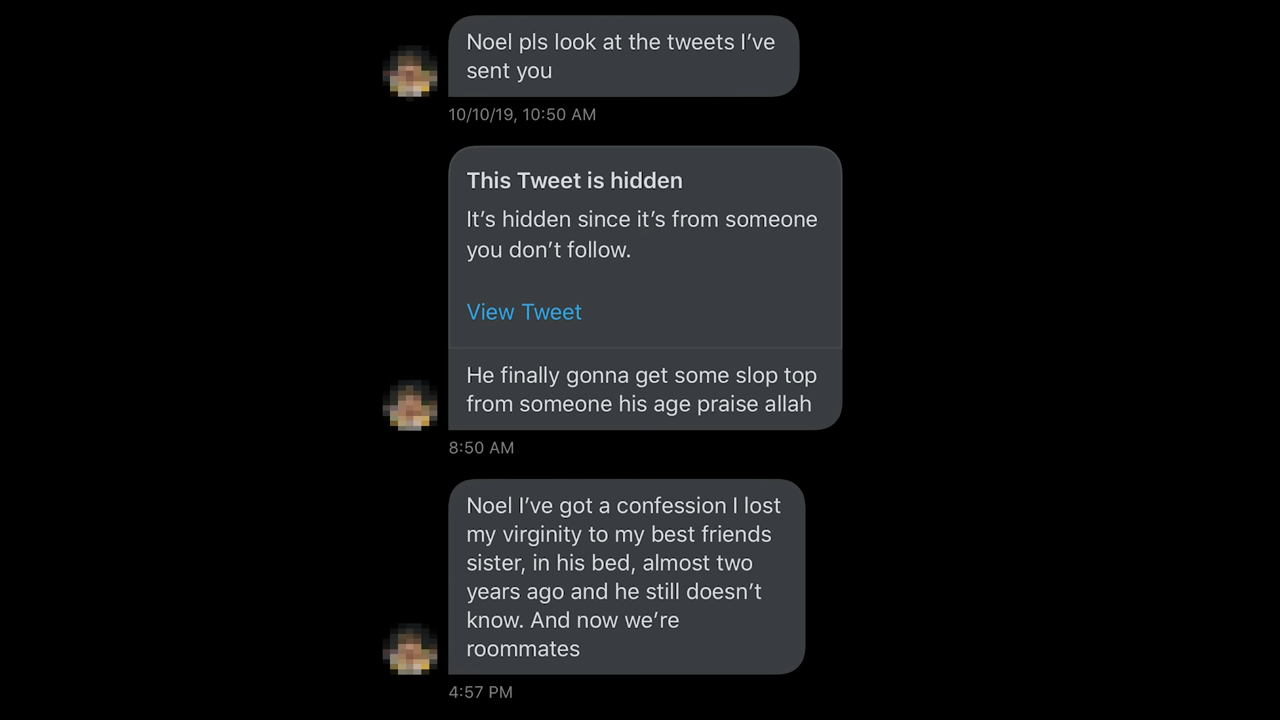 Noel pls look at the tweets I’ve
sent you
10/10/19, 10:50 AM
This Tweet is hidden
It’s hidden since it’s from someone
you don’t follow.
View Tweet
He finally gonna get some slop top
from someone his age praise allah
8:50 AM
Noel I’ve got a confession I lost
my virginity to my best friends
sister, in his bed, almost two
years ago and he still doesn’t
know. And now we’re
roommates
4:57 PM